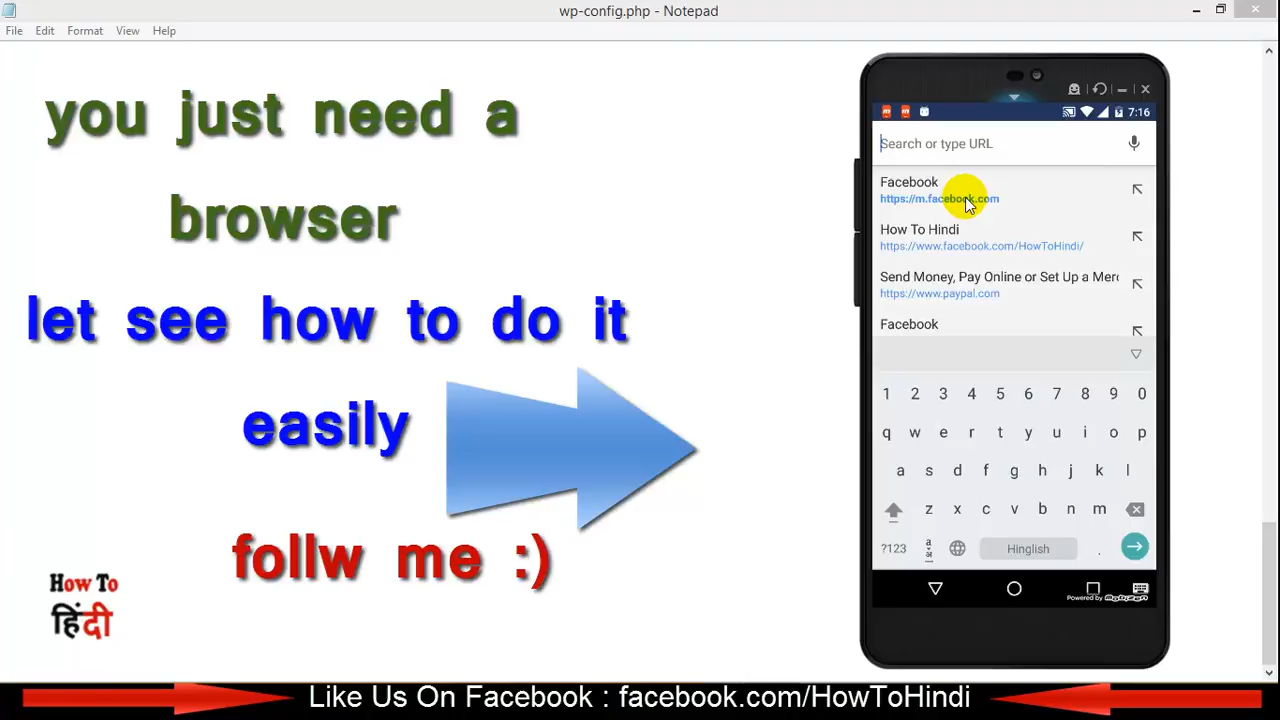 wp-config.php - Notepad
File Edit Format View Help
you just need a
browser
let see how to do it
easily
follw me :)
How To
हिंदी
7:16
Search or type URL
Facebook
https://m.facebook.com
How To Hindi
https://www.facebook.com/HowToHindi/
Send Money, Pay Online or Set Up a Merc
https://www.paypal.com
Facebook
1 2 3 4 5 6 7 8 9 0
q w e r t y u i o p
a s d f g h j k l
z x c v b n m
?123 Hinglish .
Powered by Mobizen
Like Us On Facebook : facebook.com/HowToHindi